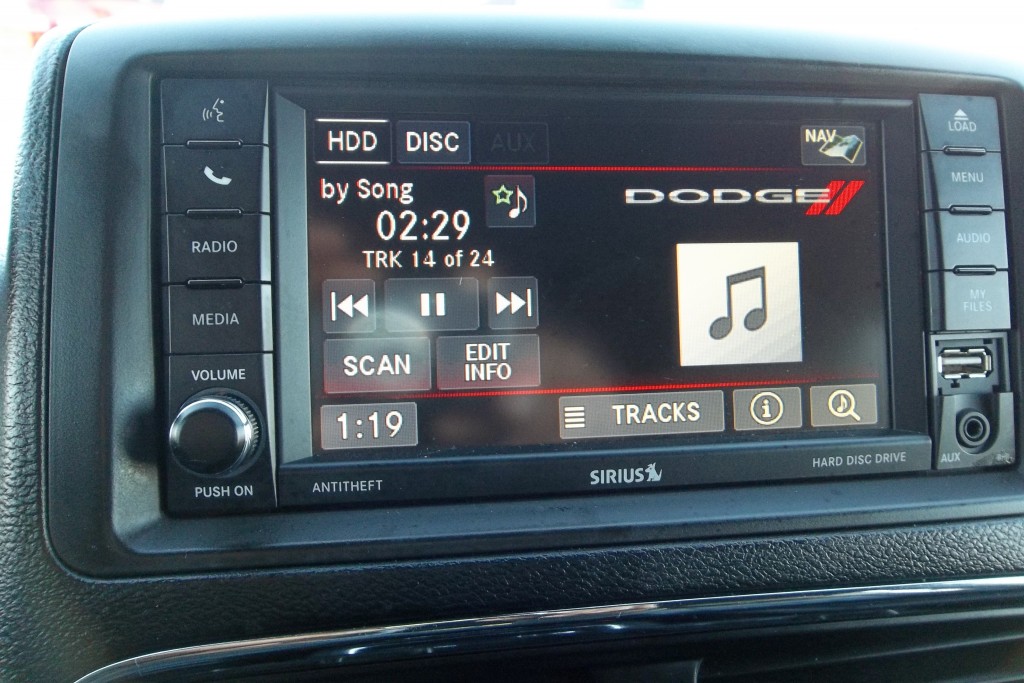 HDD DISC AUX
NAV
by Song
02:29
TRK 14 of 24
DODGE
SCAN
EDIT
INFO
1:19
TRACKS
RADIO
MEDIA
VOLUME
PUSH ON
LOAD
MENU
AUDIO
MY
FILES
AUX
ANTITHEFT
SIRIUS
HARD DISC DRIVE